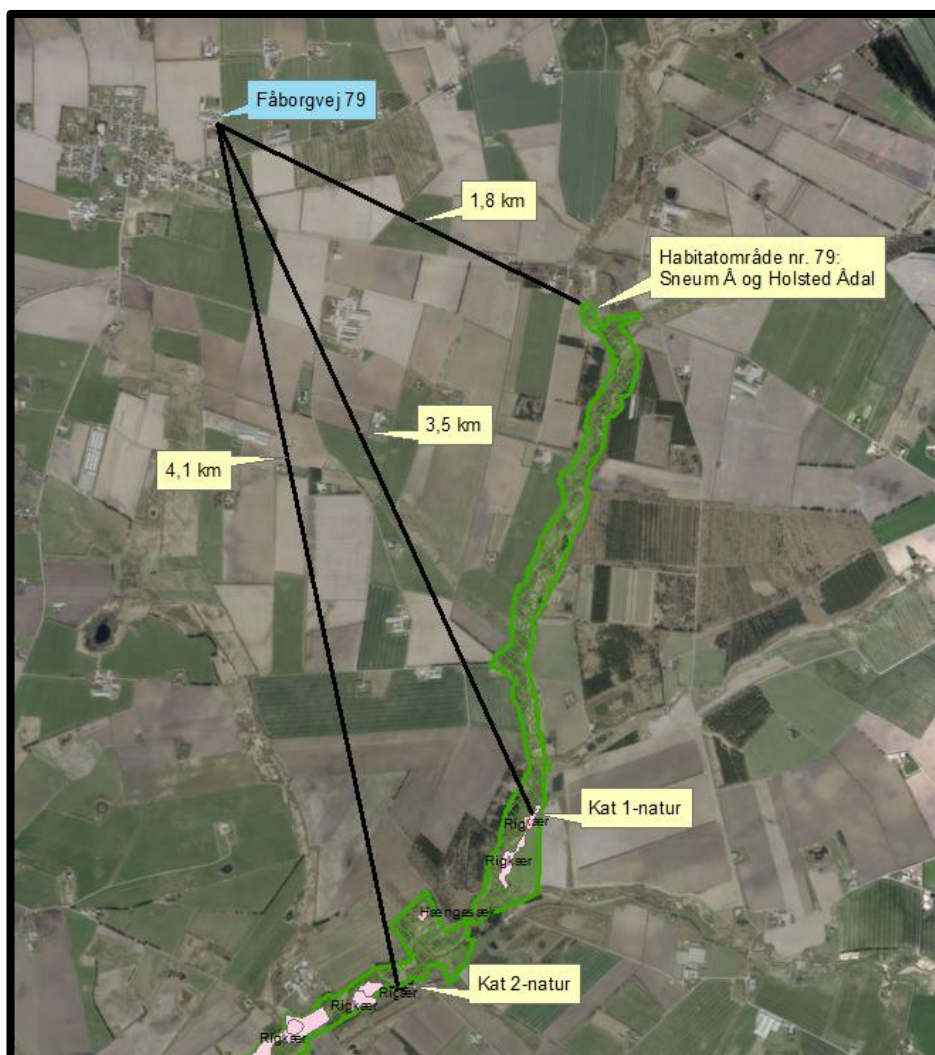 Fåborgvej 79
1,8 km
Habitatområde nr. 79:
Sneum Å og Holsted Ådal
3,5 km
4,1 km
Kat 1-natur
Rigkær
Rigkær
Hængesæk
Kat 2-natur
Rigkær
Rigkær
Rigkær